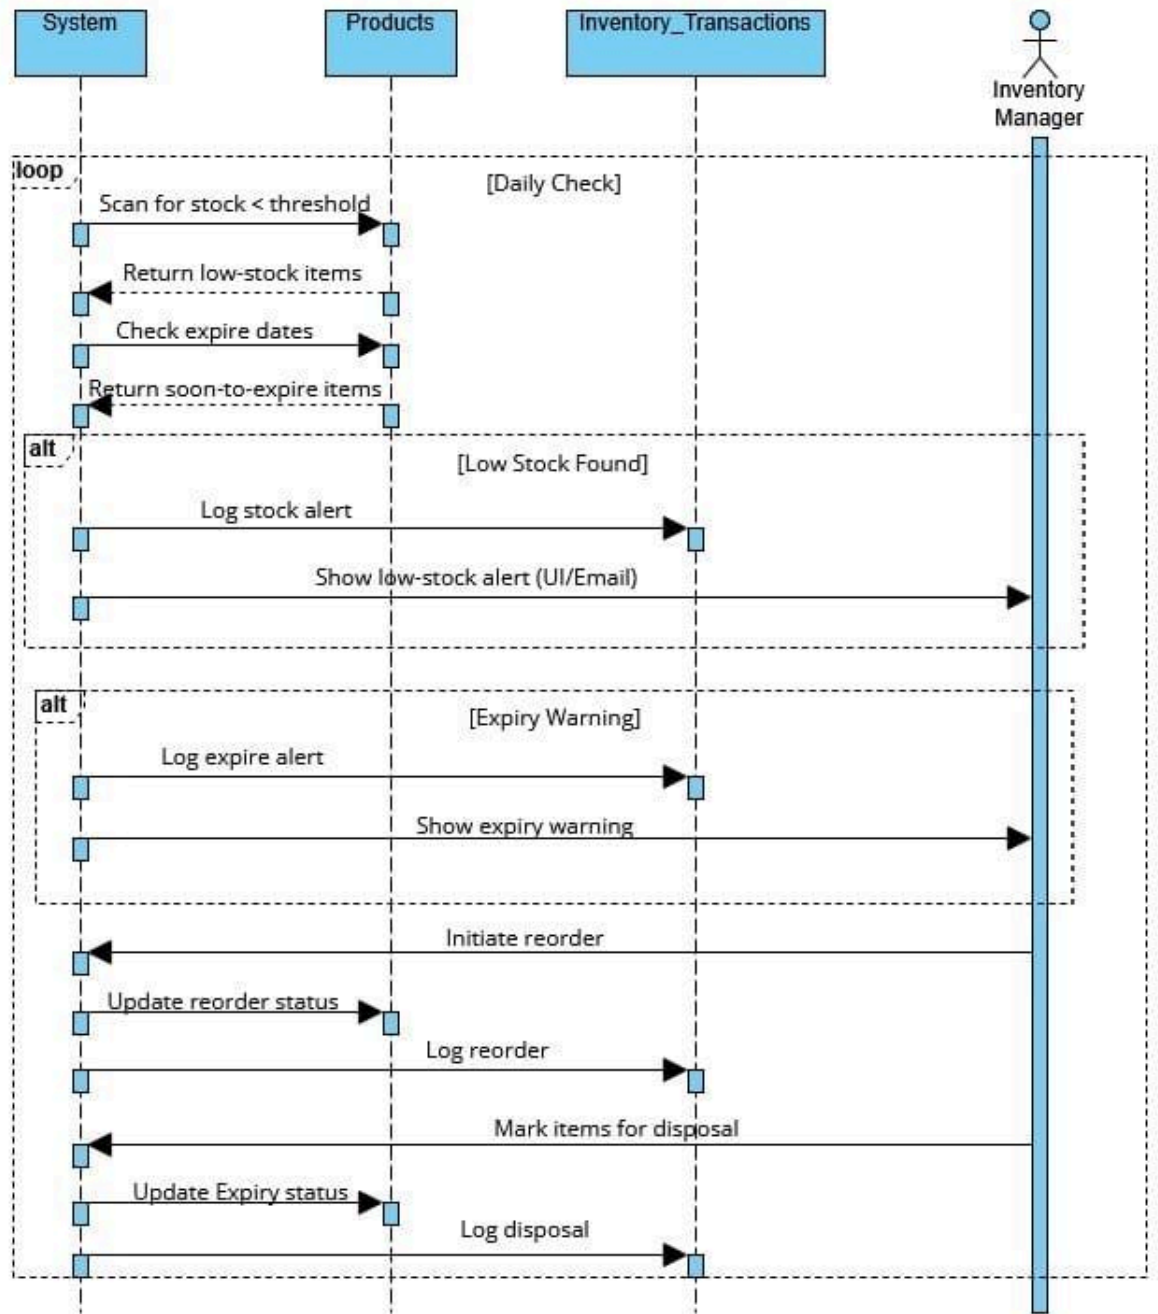 System
Products
Inventory_Transactions
Inventory
Manager
loop
[Daily Check]
Scan for stock < threshold
Return low-stock items
Check expire dates
Return soon-to-expire items
alt
[Low Stock Found]
Log stock alert
Show low-stock alert (UI/Email)
alt
[Expiry Warning]
Log expire alert
Show expiry warning
Initiate reorder
Update reorder status
Log reorder
Mark items for disposal
Update Expiry status
Log disposal